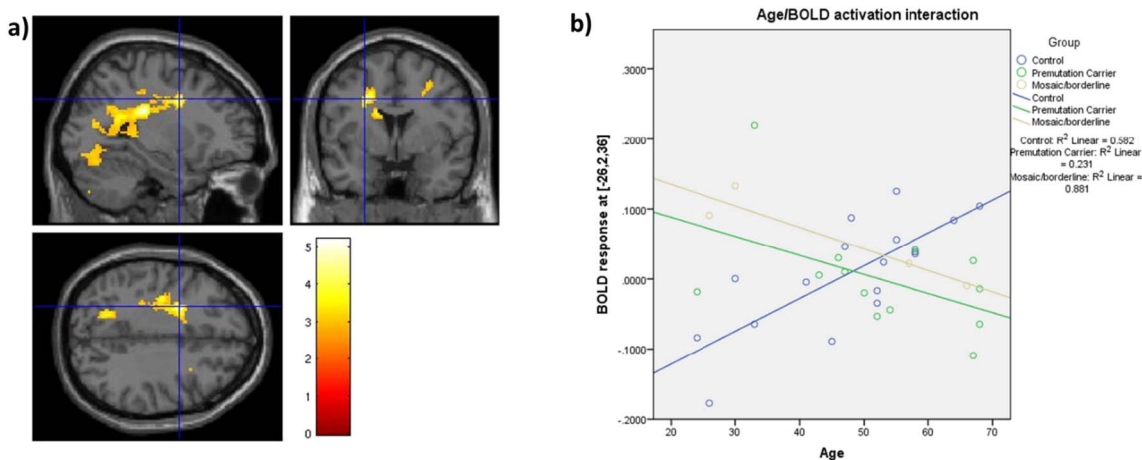 a)
5
4
3
2
1
0
b)
Age/BOLD activation interaction
BOLD response at [-26,2,36]
.3000
.2000
.1000
.0000
-.1000
-.2000
20 30 40 50 60 70
Age
Group
Control
Premutation Carrier
Mosaic/borderline
Control
Premutation Carrier
Mosaic/borderline
Control: R² Linear = 0.582
Premutation Carrier: R² Linear
= 0.231
Mosaic/borderline: R² Linear =
0.881